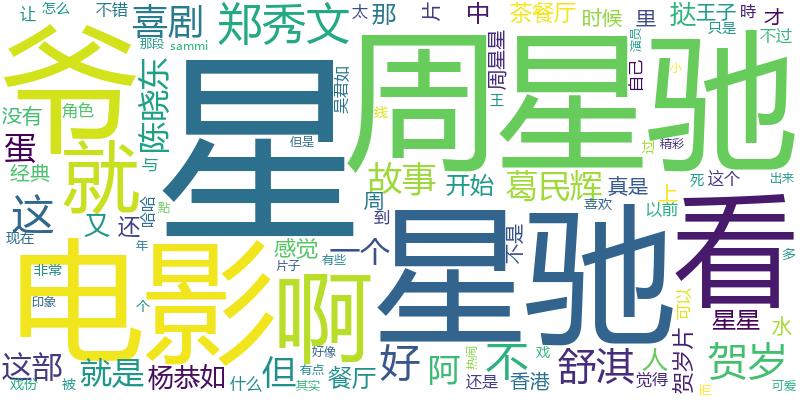 让 怎么 不错 喜剧 郑秀文 太 那 片 中 茶餐厅 时候 里 挞 王子 時 才
那段 sammi 吴君如 周星星 自己 演员 只是 不过
爷 星 周星驰 小
没有 角色 陈晓东 线 王 过 精彩
蛋 与 但是
经典 就 故事 开始 葛民辉 真是 上 死 这个 出来
这 又 还 哈哈 點 周 到 不是 喜欢 以前
现在 年 感觉 一个 星驰 看 多
非常 电影 片子 有些 啊
印象 个 可以 星星 水
这部 就是 杨恭如 什么 但 好像 有点 其实 餐厅 好 阿 热闹 还是 不 戏 香港 舒淇 人 觉得 贺岁片 贺岁
戏份 被 可爱